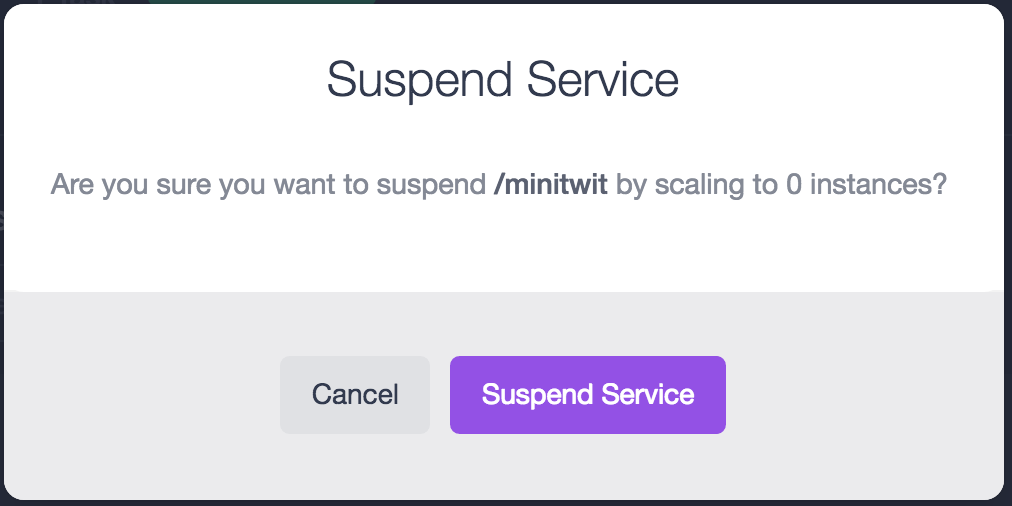 Suspend Service
Are you sure you want to suspend /minitwit by scaling to 0 instances?
Cancel
Suspend Service